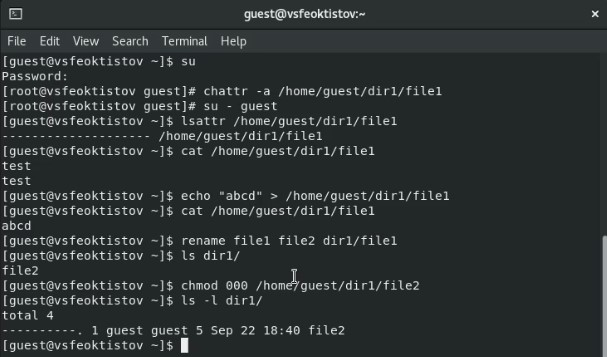 guest@vsfeoktistov:~
File Edit View Search Terminal Help
[guest@vsfeoktistov ~]$ su
Password:
[root@vsfeoktistov guest]# chattr -a /home/guest/dir1/file1
[root@vsfeoktistov guest]# su - guest
[guest@vsfeoktistov ~]$ lsattr /home/guest/dir1/file1
-------------------- /home/guest/dir1/file1
[guest@vsfeoktistov ~]$ cat /home/guest/dir1/file1
test
test
[guest@vsfeoktistov ~]$ echo "abcd" > /home/guest/dir1/file1
[guest@vsfeoktistov ~]$ cat /home/guest/dir1/file1
abcd
[guest@vsfeoktistov ~]$ rename file1 file2 dir1/file1
[guest@vsfeoktistov ~]$ ls dir1/
file2
[guest@vsfeoktistov ~]$ chmod 000 /home/guest/dir1/file2
[guest@vsfeoktistov ~]$ ls -l dir1/
total 4
----------. 1 guest guest 5 Sep 22 18:40 file2
[guest@vsfeoktistov ~]$